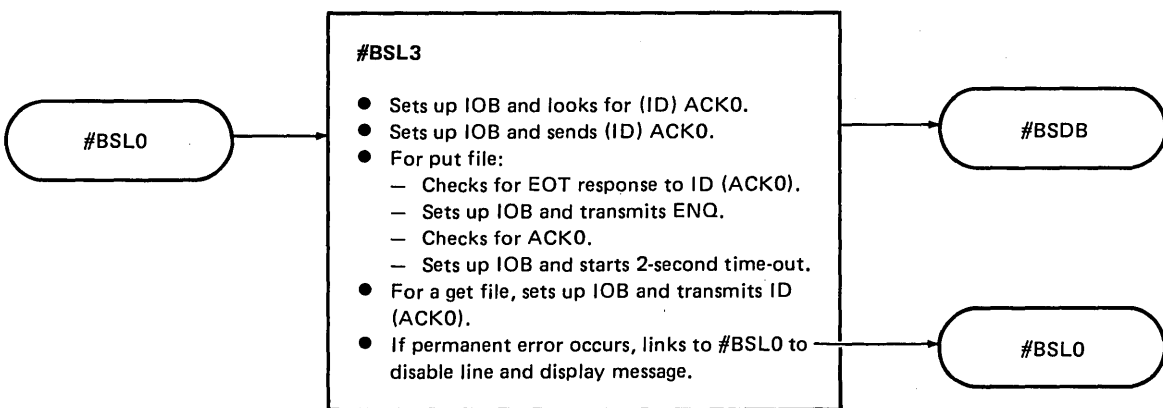 #BSL0
#BSL3
● Sets up IOB and looks for (ID) ACK0.
● Sets up IOB and sends (ID) ACK0.
● For put file:
— Checks for EOT response to ID (ACK0).
— Sets up IOB and transmits ENQ.
— Checks for ACK0.
— Sets up IOB and starts 2-second time-out.
● For a get file, sets up IOB and transmits ID
(ACK0).
● If permanent error occurs, links to #BSL0 to
disable line and display message.
#BSDB
#BSL0